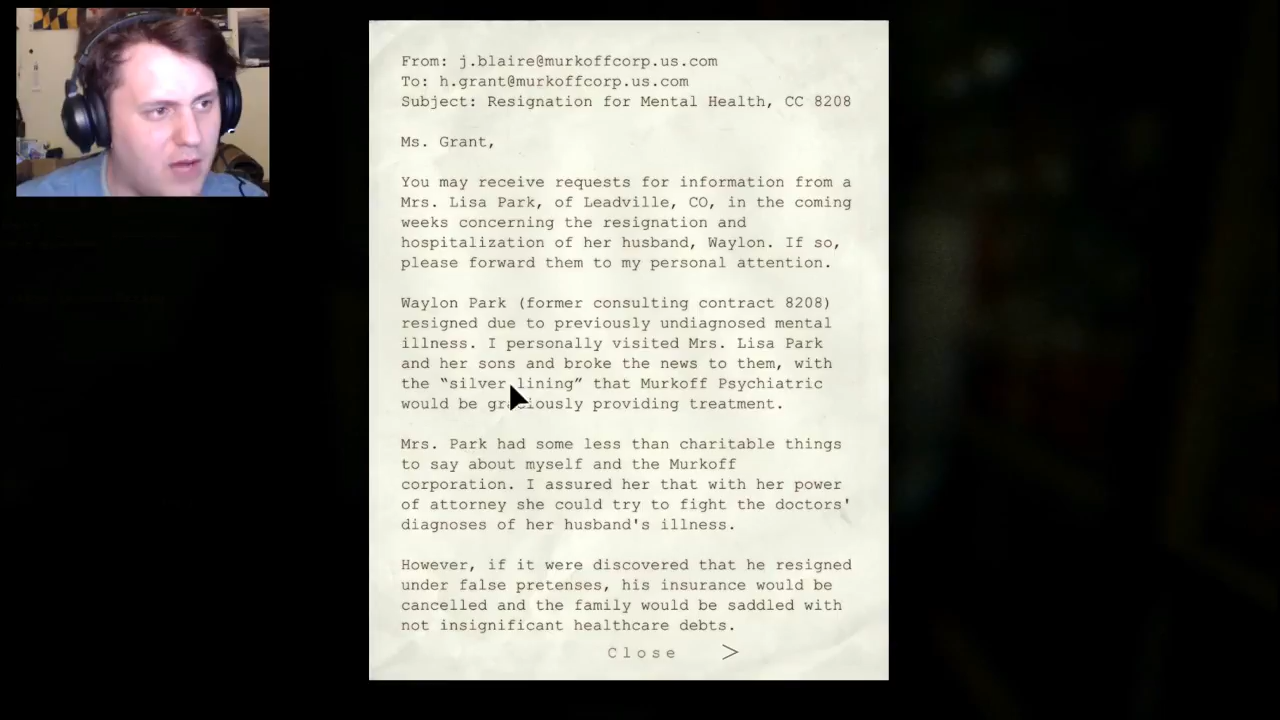 From: j.blaire@murkoffcorp.us.com
To: h.grant@murkoffcorp.us.com
Subject: Resignation for Mental Health, CC 8208
Ms. Grant,
You may receive requests for information from a
Mrs. Lisa Park, of Leadville, CO, in the coming
weeks concerning the resignation and
hospitalization of her husband, Waylon. If so,
please forward them to my personal attention.
Waylon Park (former consulting contract 8208)
resigned due to previously undiagnosed mental
illness. I personally visited Mrs. Lisa Park
and her sons and broke the news to them, with
the “silver lining” that Murkoff Psychiatric
would be graciously providing treatment.
Mrs. Park had some less than charitable things
to say about myself and the Murkoff
corporation. I assured her that with her power
of attorney she could try to fight the doctors'
diagnoses of her husband's illness.
However, if it were discovered that he resigned
under false pretenses, his insurance would be
cancelled and the family would be saddled with
not insignificant healthcare debts.
Close >